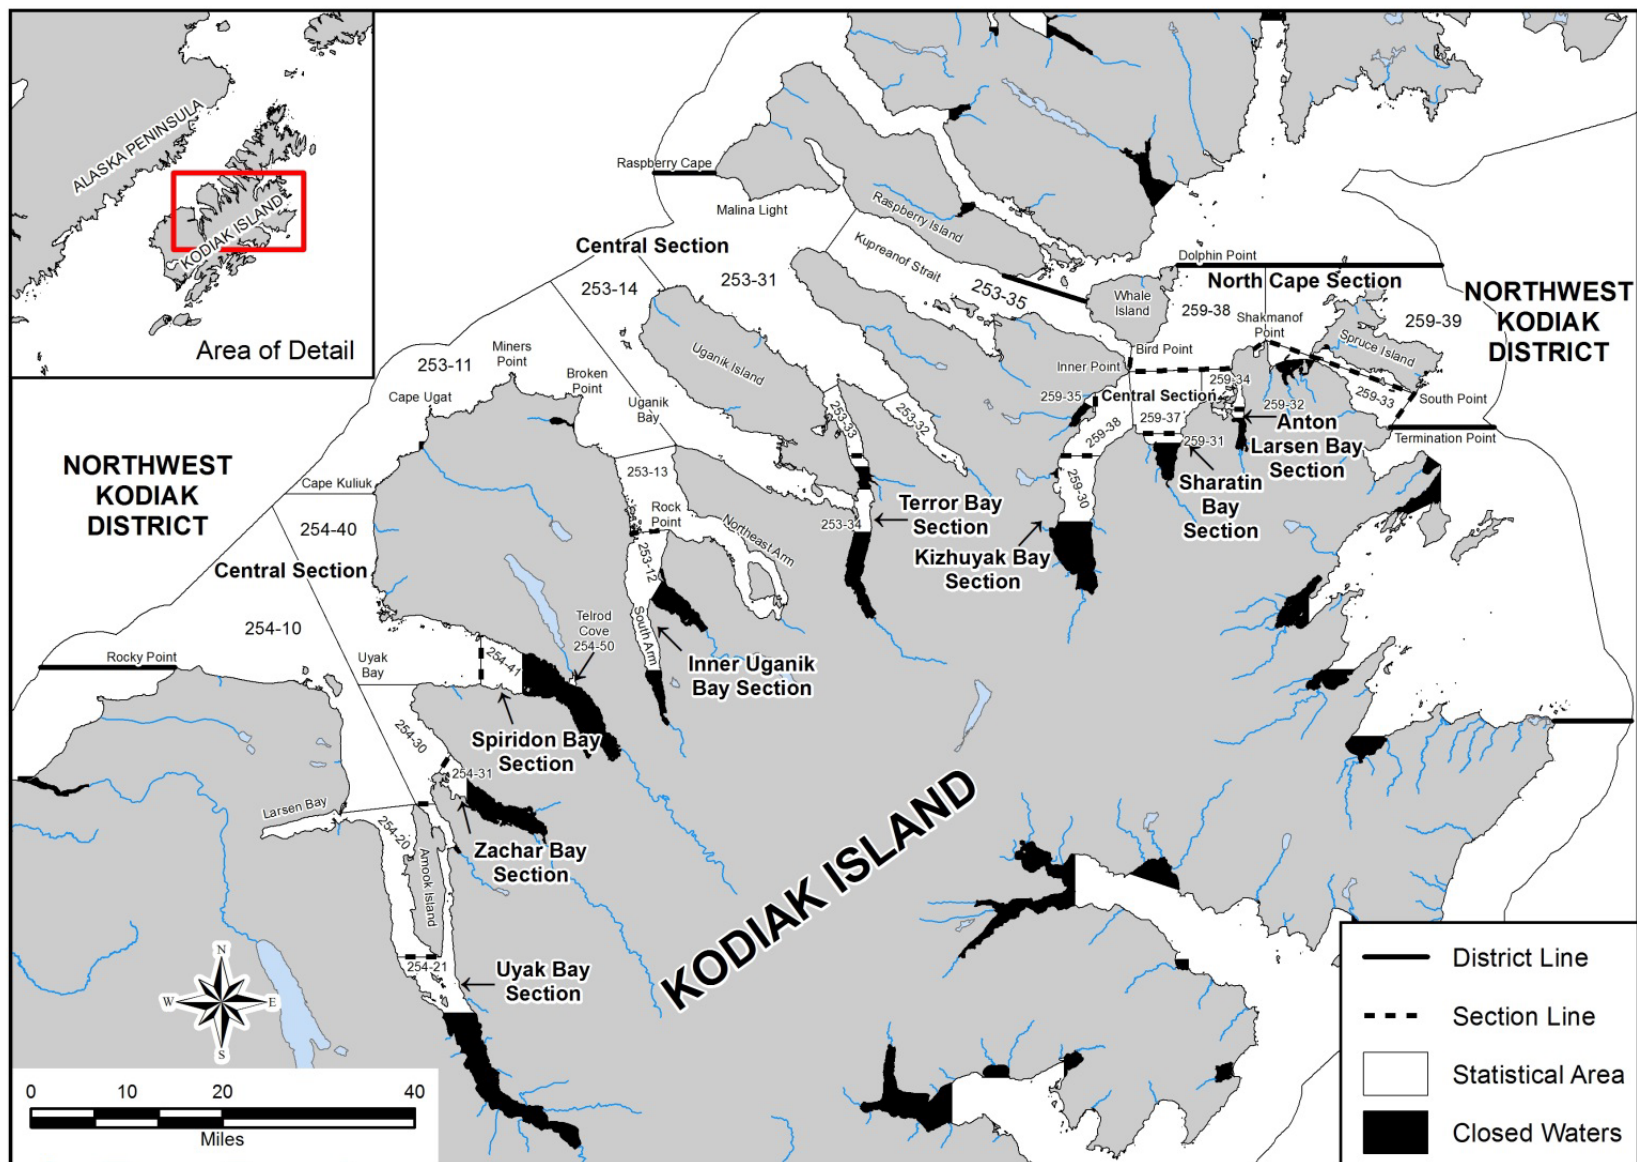 ALASKA PENINSULA
KODIAK ISLAND
Area of Detail
Raspberry Cape
Malina Light
Raspberry Island
Kupreanof Strait
Central Section
253-14
253-31
253-35
Dolphin Point
North Cape Section
Whale
Island
259-38
Shakmanof
Point
259-39
NORTHWEST
KODIAK
DISTRICT
Spruce Island
Bird Point
Inner Point
259-34
259-33
South Point
Termination Point
259-35
Central Section
259-32
259-37
259-38
259-31
Anton
Larsen Bay
Section
Sharatin
Bay
Section
259-30
Kizhuyak Bay
Section
Miners
Point
253-11
Broken
Point
Cape Ugat
Uganik
Bay
Uganik Island
253-33
253-32
Terror Bay
Section
253-34
253-13
Rock
Point
Northeast Arm
253-12
South Arm
Inner Uganik
Bay Section
NORTHWEST
KODIAK
DISTRICT
Cape Kuliuk
254-40
Central Section
254-10
Rocky Point
Uyak
Bay
Telrod
Cove
254-50
254-41
Spiridon Bay
Section
254-30
254-31
Larsen Bay
254-20
Amook Island
Zachar Bay
Section
254-21
Uyak Bay
Section
KODIAK ISLAND
N
W
E
S
0 10 20 40
Miles
District Line
Section Line
Statistical Area
Closed Waters